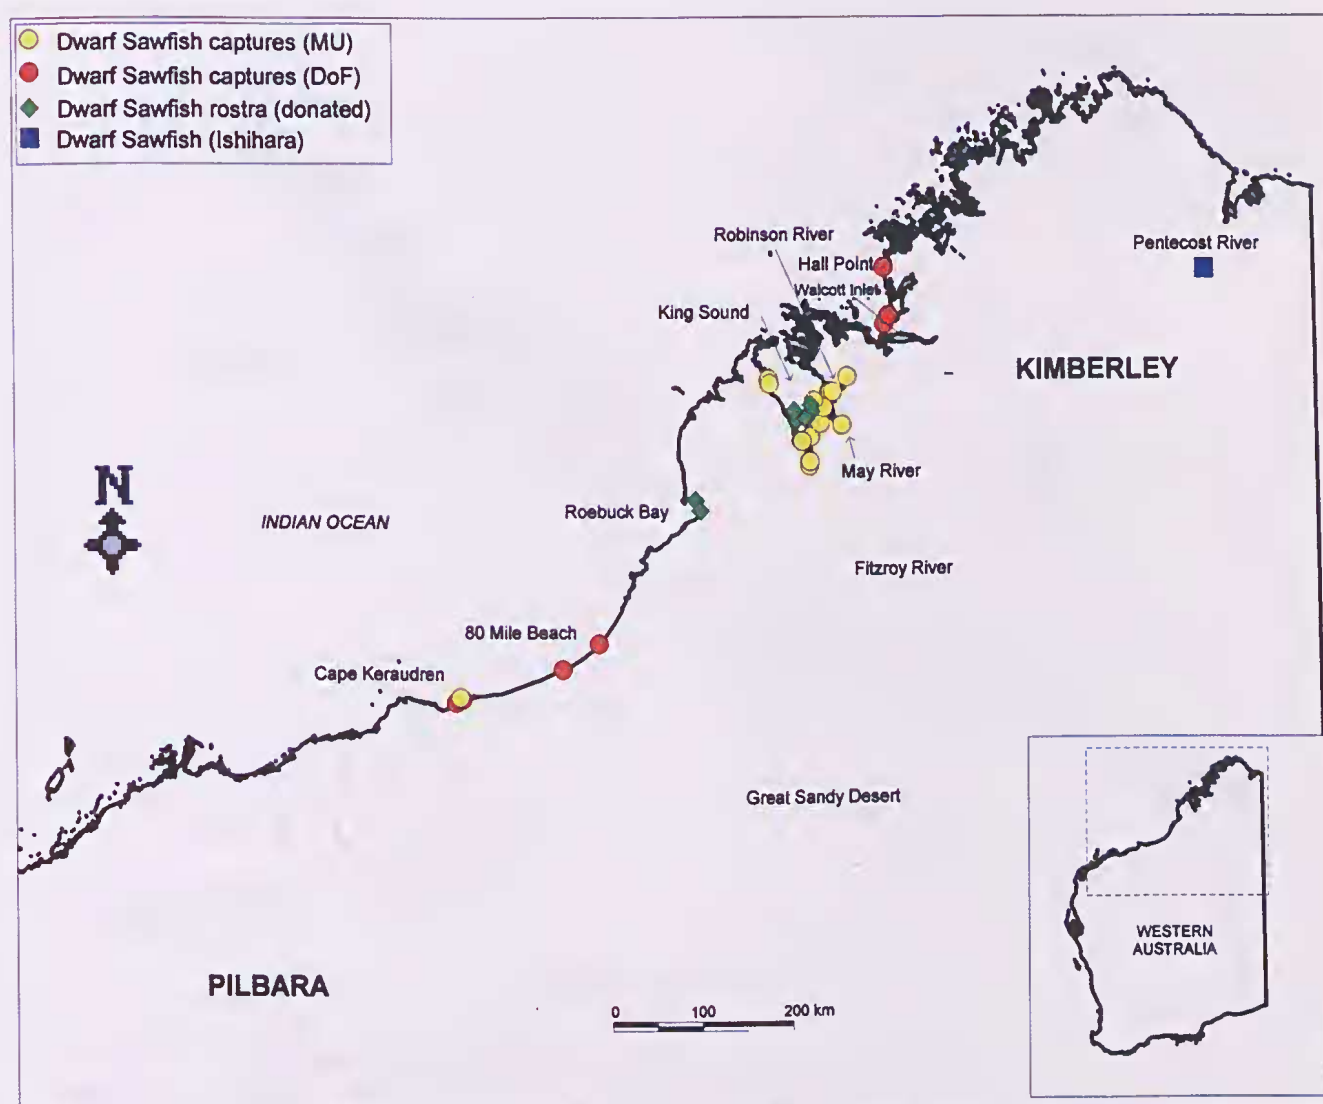 Dwarf Sawfish captures (MU)
Dwarf Sawfish captures (DoF)
Dwarf Sawfish rostra (donated)
Dwarf Sawfish (Ishihara)
Robinson River
Pentecost River
Hall Point
Walcott Inlet
King Sound
KIMBERLEY
May River
N
Roebuck Bay
INDIAN OCEAN
Fitzroy River
80 Mile Beach
Cape Keraudren
Great Sandy Desert
WESTERN
AUSTRALIA
PILBARA
0 100 200 km